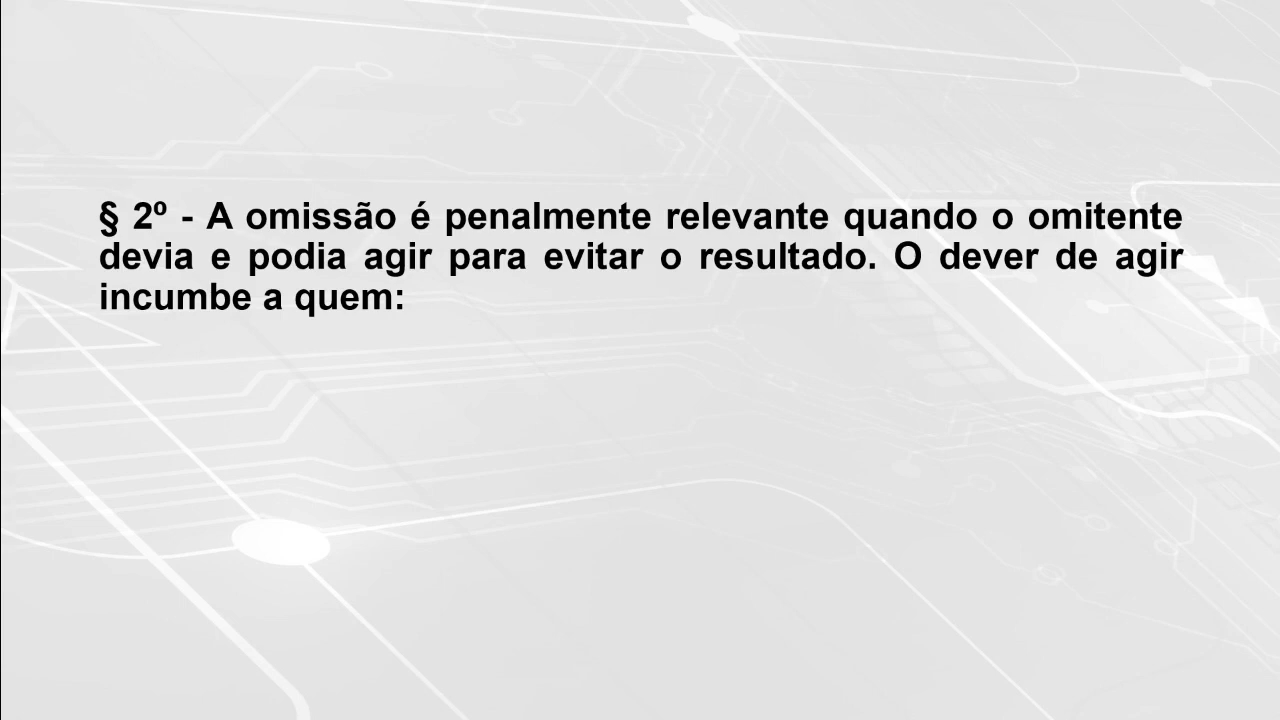 § 2º - A omissão é penalmente relevante quando o omitente
devia e podia agir para evitar o resultado. O dever de agir
incumbe a quem: